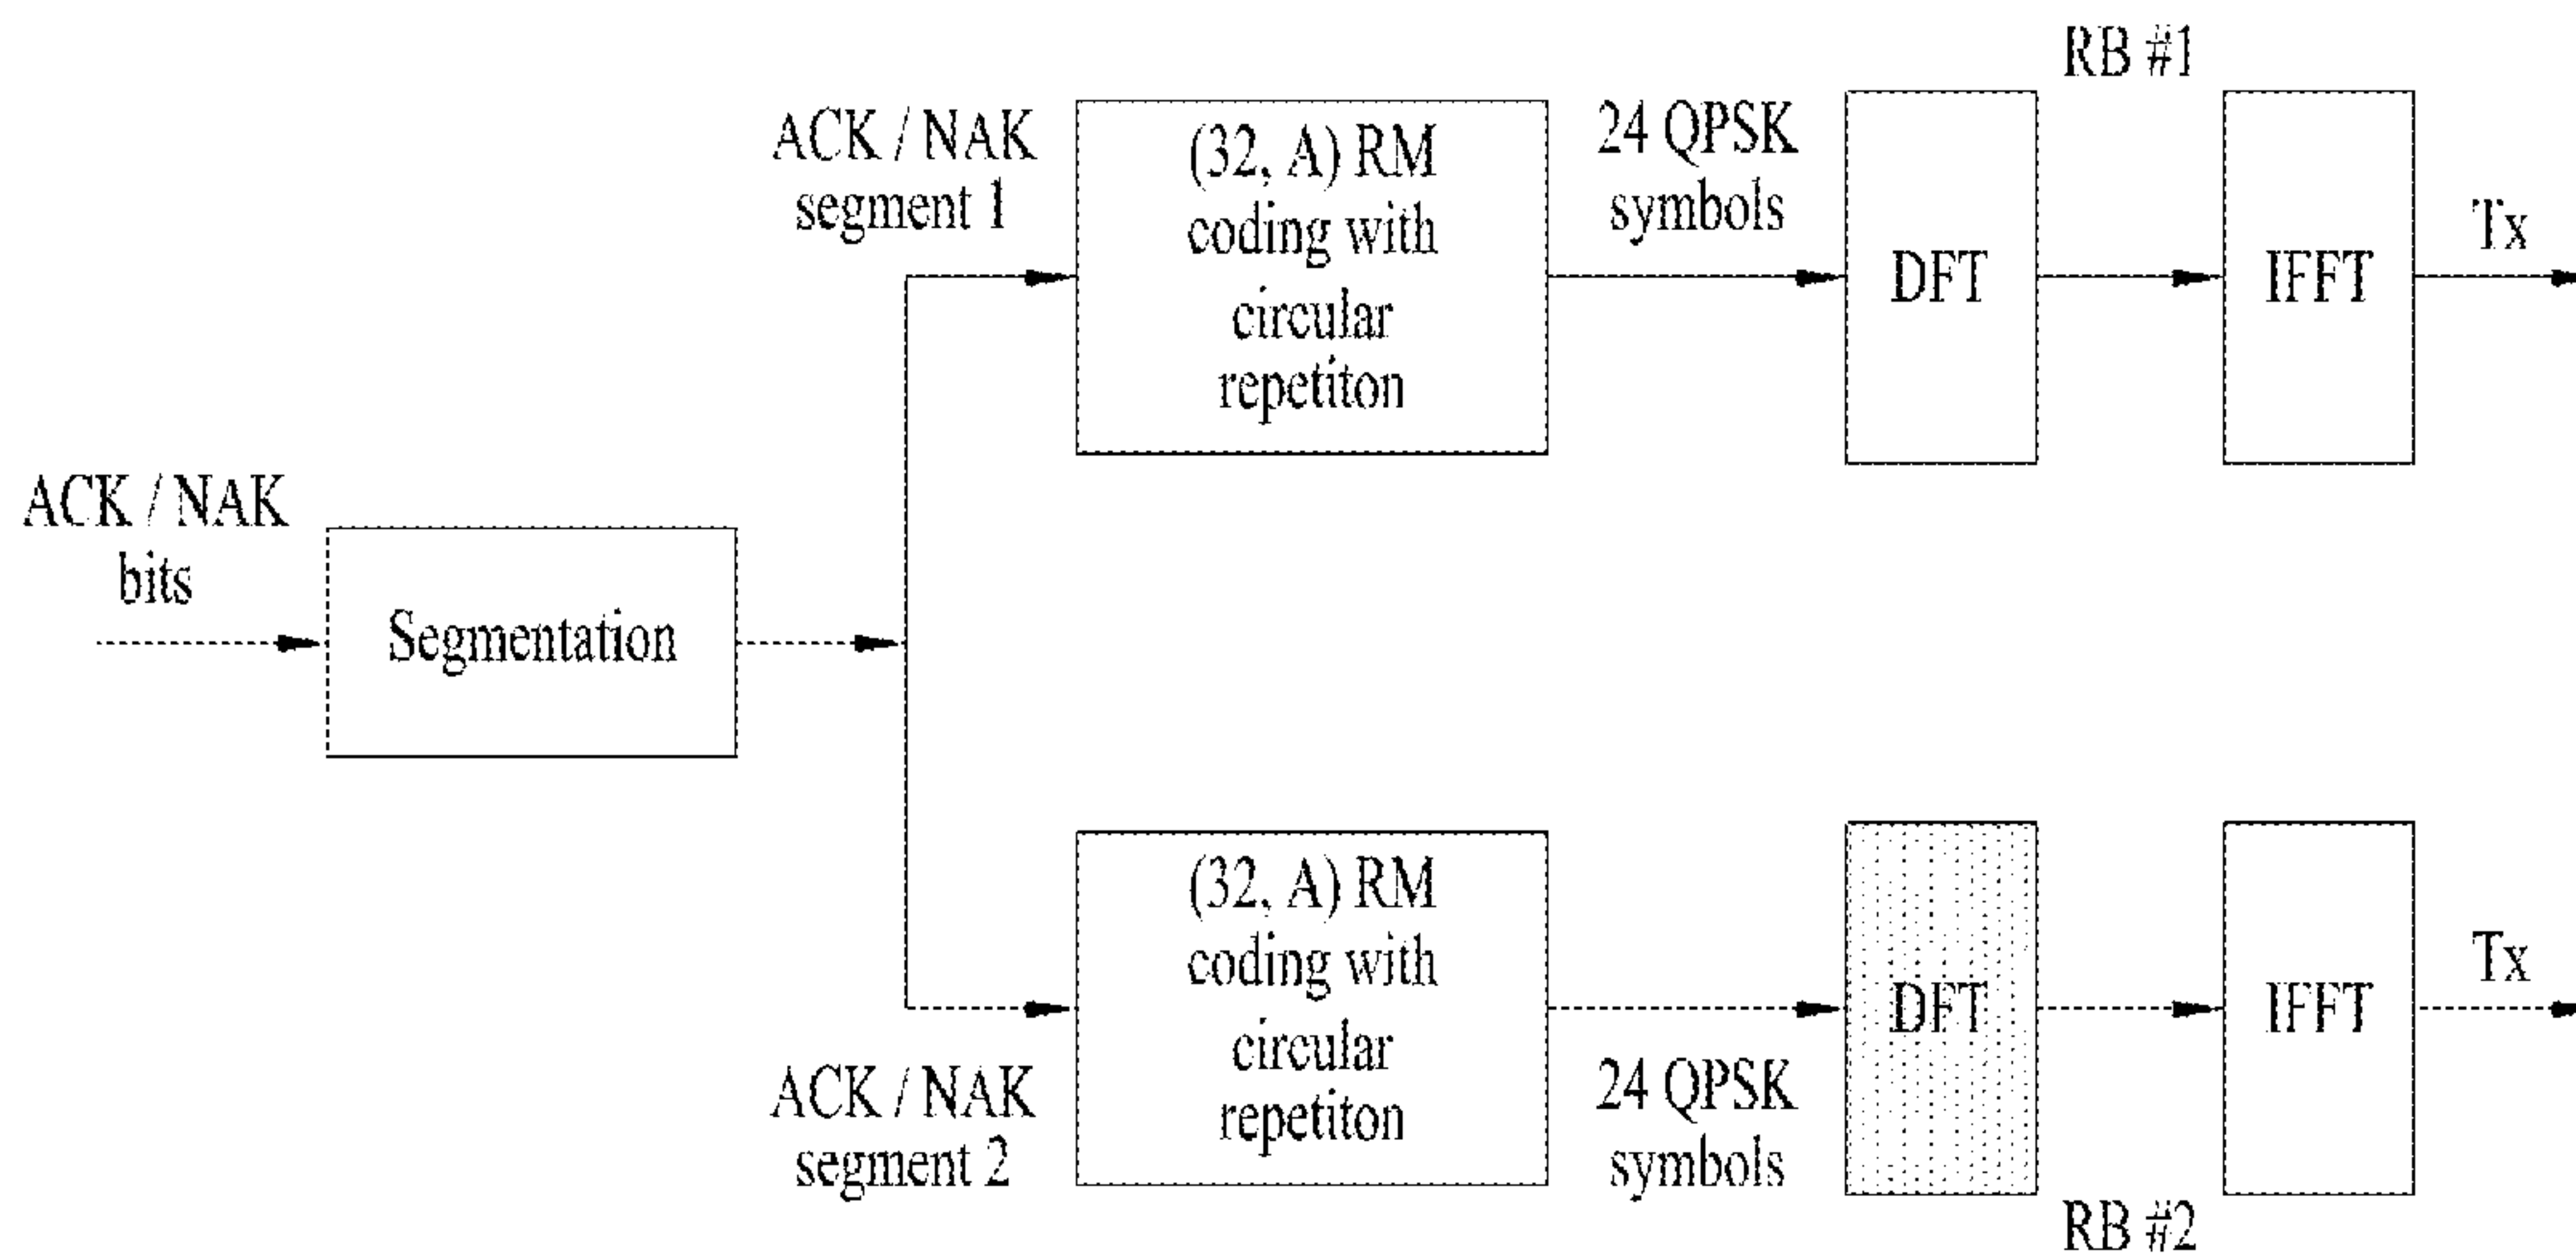 RB #1
ACK / NAK
segment 1
(32, A) RM
coding with
circular
repetiton
24 QPSK
symbols
DFT
IFFT
Tx
ACK / NAK
bits
Segmentation
(32, A) RM
coding with
circular
repetiton
ACK / NAK
segment 2
24 QPSK
symbols
DFT
IFFT
Tx
RB #2